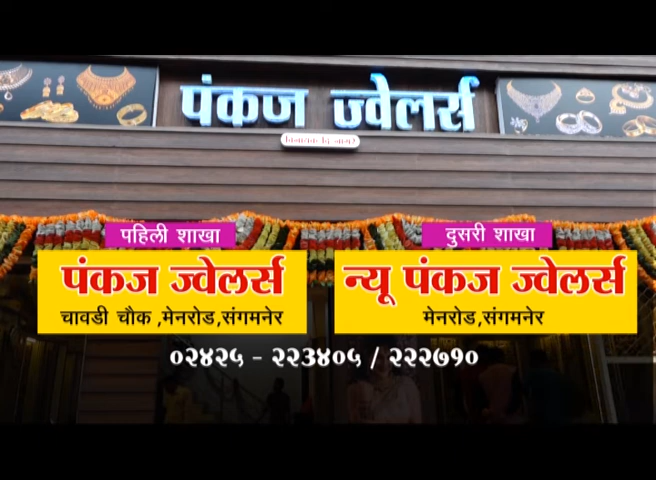 पंकज ज्वेलर्स
पहिली शाखा
पंकज ज्वेलर्स
चावडी चौक ,मेनरोड,संगमनेर
दुसरी शाखा
न्यू पंकज ज्वेलर्स
मेनरोड,संगमनेर
०२४२५ - २२३४०५ / २२२७१०